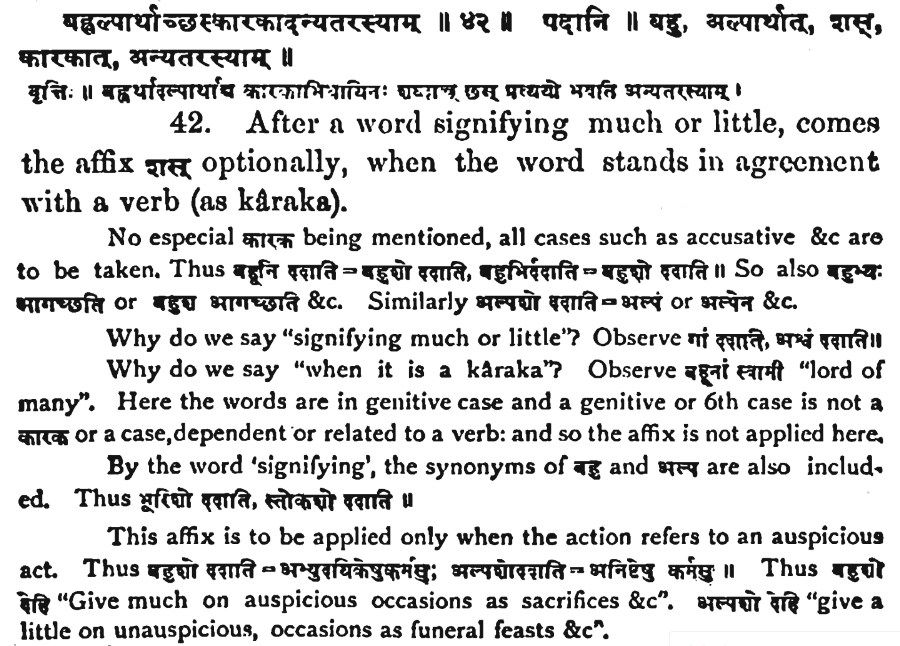 बह्वल्पार्थाच्छस्कारकादन्यतरस्याम् ॥ ४२ ॥ पदानि ॥ बहु, अल्पार्थात्, शस्,
कारकात्, अन्यतरस्याम् ॥
वृत्तिः ॥ बह्वर्थादल्पार्थाच्च कारकाभिधायिनः शब्दाच् छस् प्रत्ययो भवति अन्यतरस्याम् ।
42. After a word signifying much or little, comes
the affix शस् optionally, when the word stands in agreement
with a verb (as kâraka).
No especial कारक being mentioned, all cases such as accusative &c are
to be taken. Thus बहूनि ददाति = बहुशो ददाति, बहुभिर्ददाति = बहुशो ददाति ॥ So also बहुभ्यः
भागच्छति or बहुश भागच्छाति &c. Similarly अल्पशो ददाति = अल्पं or अल्पेन &c.
Why do we say "signifying much or little"? Observe गां ददाति, अश्वं ददाति॥
Why do we say "when it is a kâraka"? Observe बहूनां स्वामी "lord of
many". Here the words are in genitive case and a genitive or 6th case is not a
कारक or a case, dependent or related to a verb: and so the affix is not applied here.
By the word 'signifying', the synonyms of बहु and अल्प are also includ-
ed. Thus भूरिशो ददाति, स्तोकशो ददाति ॥
This affix is to be applied only when the action refers to an auspicious
act. Thus बहुशो ददाति = अभ्युदयिकेषुकर्मसु; अल्पशोददाति = अनिष्टेषु कर्मसु ॥ Thus बहुशो
देहि "Give much on auspicious occasions as sacrifices &c". अल्पशो देहि "give a
little on unauspicious, occasions as funeral feasts &c".